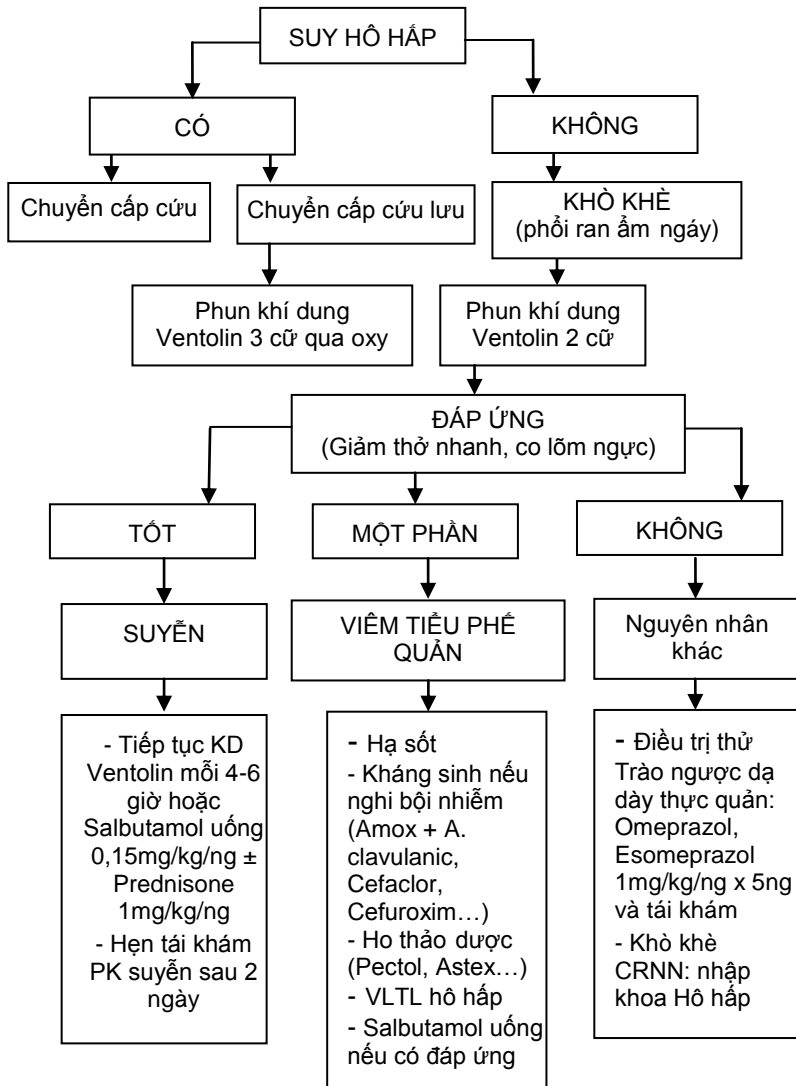 SUY HÔ HẤP
CÓ
KHÔNG
Chuyển cấp cứu
Chuyển cấp cứu lưu
KHÒ KHÈ
(phổi ran ẩm ngáy)
Phun khí dung
Ventolin 3 cữ qua oxy
Phun khí dung
Ventolin 2 cữ
ĐÁP ỨNG
(Giảm thở nhanh, co lõm ngực)
TỐT
MỘT PHẦN
KHÔNG
SUYỄN
VIÊM TIỂU PHẾ
QUẢN
Nguyên nhân
khác
- Tiếp tục KD
Ventolin mỗi 4-6
giờ hoặc
Salbutamol uống
0,15mg/kg/ng ±
Prednisone
1mg/kg/ng
- Hẹn tái khám
PK suyễn sau 2
ngày
- Hạ sốt
- Kháng sinh nếu
nghi bội nhiễm
(Amox + A.
clavulanic,
Cefaclor,
Cefuroxim…)
- Ho thảo dược
(Pectol, Astex…)
- VLTL hô hấp
- Salbutamol uống
nếu có đáp ứng
- Điều trị thử
Trào ngược dạ
dày thực quản:
Omeprazol,
Esomeprazol
1mg/kg/ng x 5ng
và tái khám
- Khò khè
CRNN: nhập
khoa Hô hấp